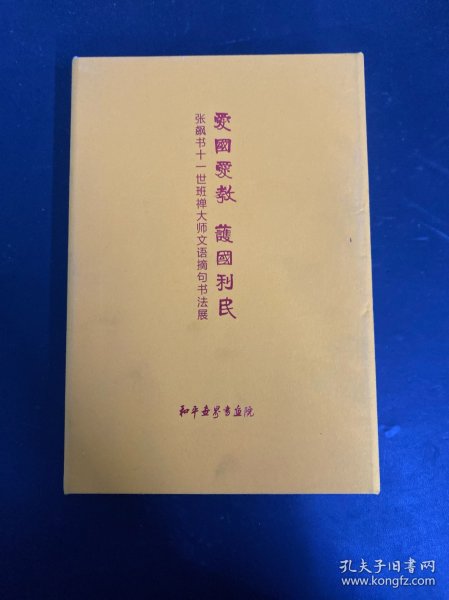 愛國愛教 護國利民
张飙书十一世班禅大师文语摘句书法展
和平世界书画院
孔夫子旧书网
www.kongfz.com